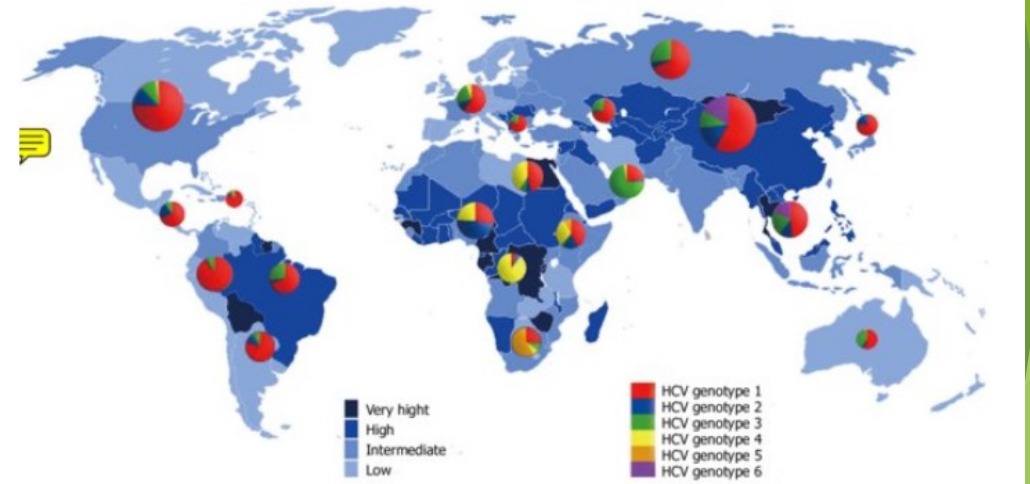 Very hight
High
Intermediate
Low
HCV genotype 1
HCV genotype 2
HCV genotype 3
HCV genotype 4
HCV genotype 5
HCV genotype 6